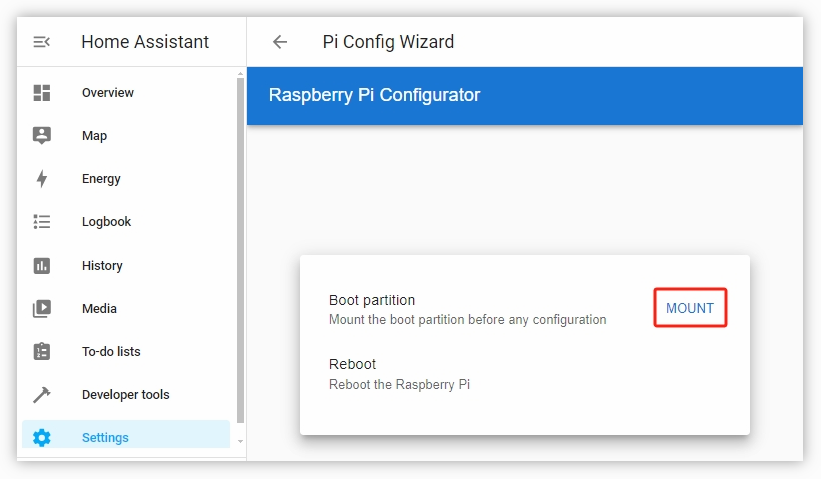 Home Assistant
Pi Config Wizard
Overview
Map
Energy
Logbook
History
Media
To-do lists
Developer tools
Settings
Raspberry Pi Configurator
Boot partition
Mount the boot partition before any configuration
MOUNT
Reboot
Reboot the Raspberry Pi